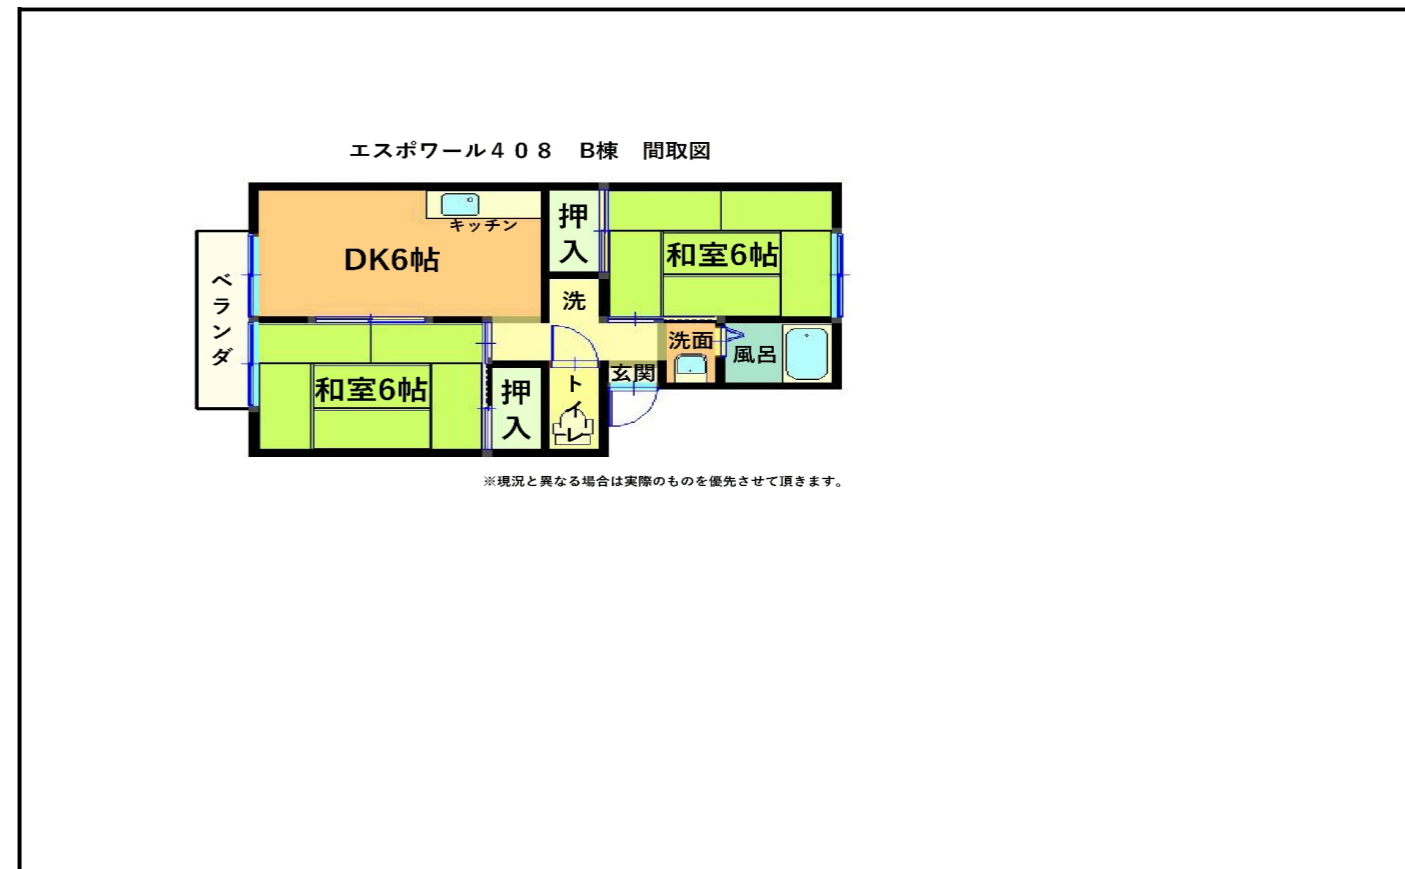 エスポワール４０８　B棟　間取図
キッチン
押入
DK6帖
和室6帖
ベランダ
洗
洗面
風呂
玄関
和室6帖
押入
トイレ
※現況と異なる場合は実際のものを優先させて頂きます。